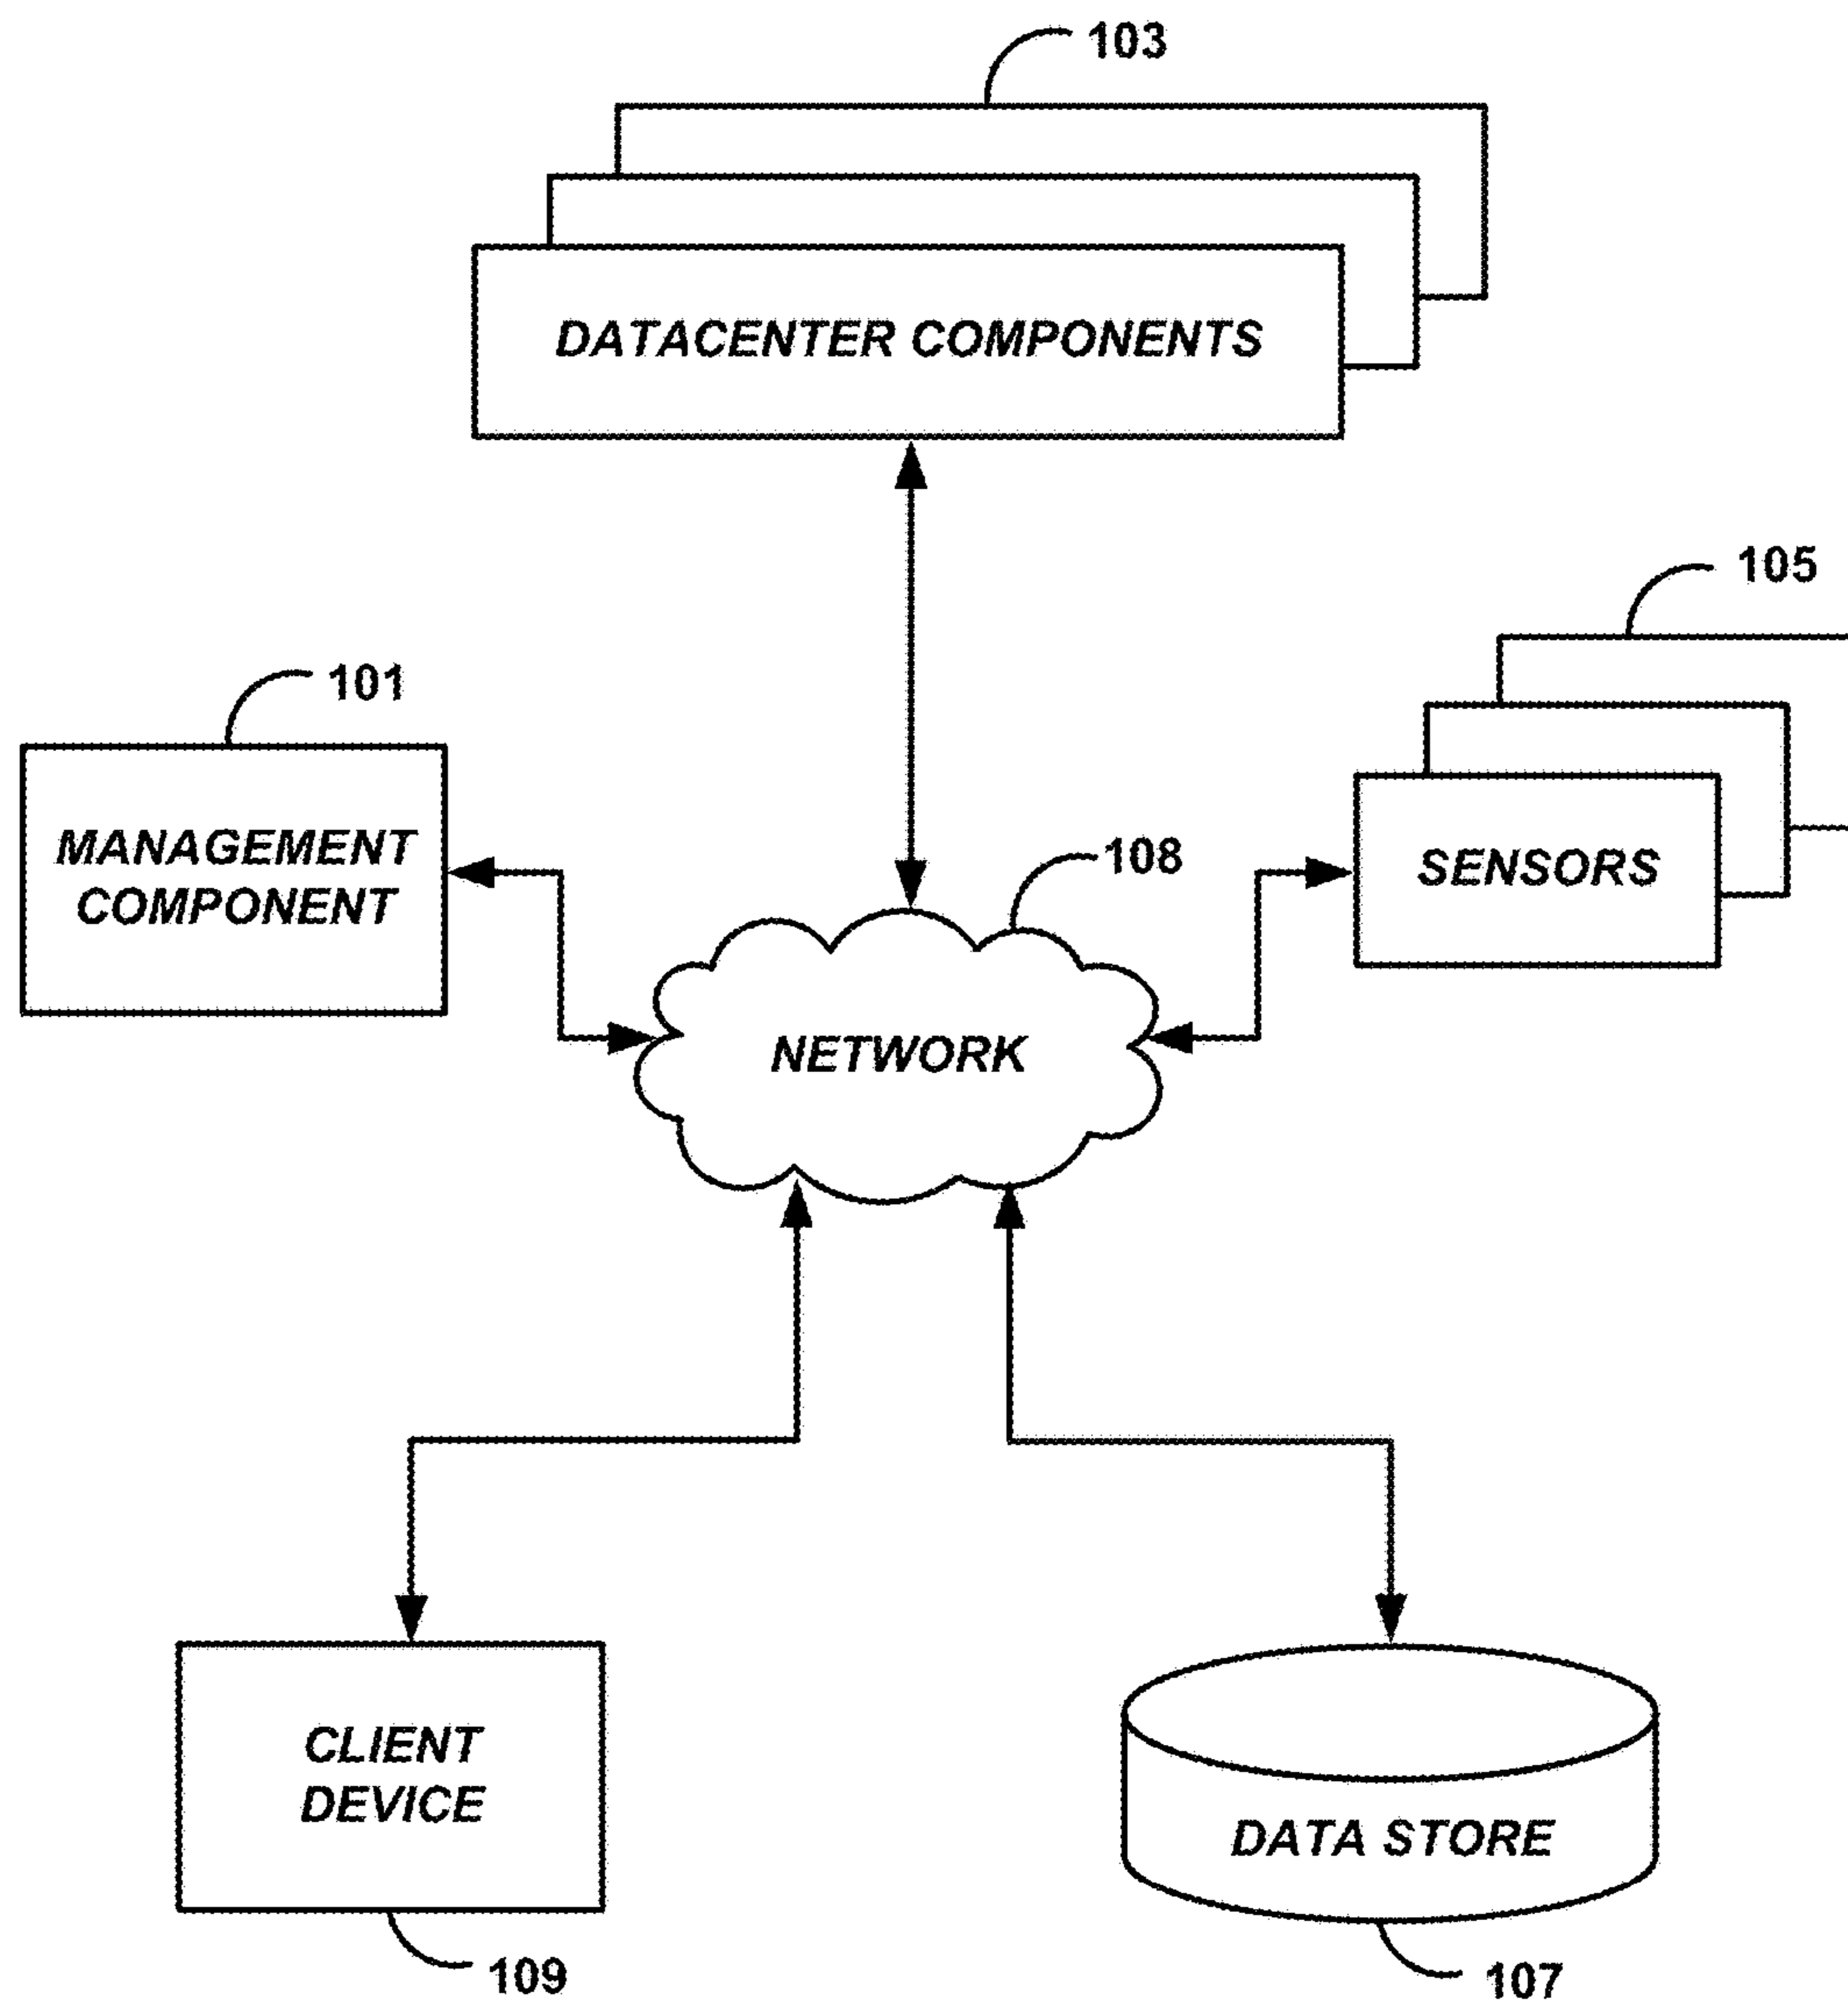 103
DATACENTER COMPONENTS
105
101
MANAGEMENT
COMPONENT
108
SENSORS
NETWORK
CLIENT
DEVICE
DATA STORE
109
107